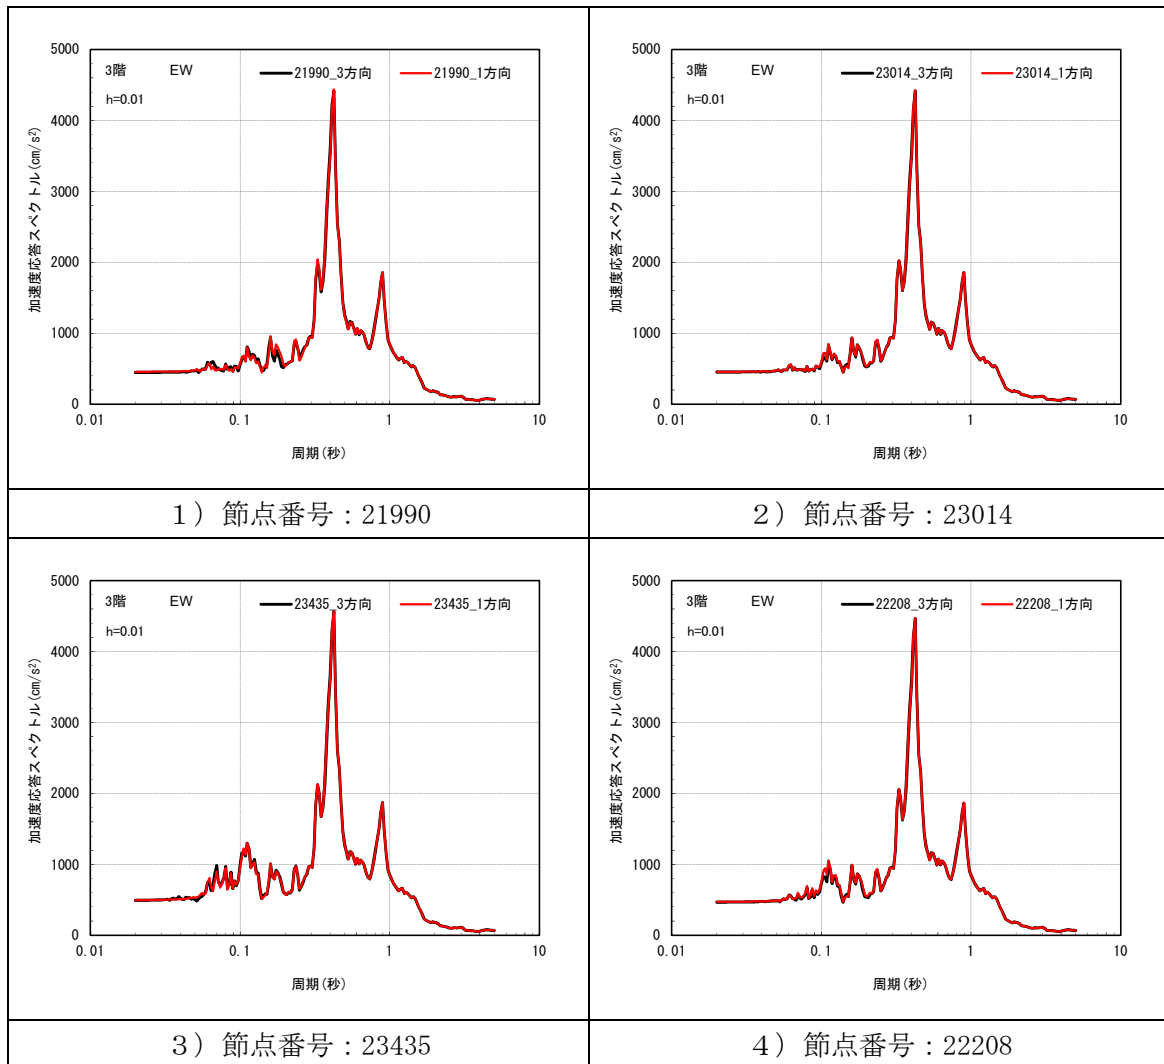 3階 EW
h=0.01
21990_3方向 21990_1方向
加速度応答スペクトル(cm/s²)
5000
4000
3000
2000
1000
0
0.01 0.1 1 10
周期(秒)
1）節点番号：21990
3階 EW
h=0.01
23014_3方向 23014_1方向
加速度応答スペクトル(cm/s²)
5000
4000
3000
2000
1000
0
0.01 0.1 1 10
周期(秒)
2）節点番号：23014
3階 EW
h=0.01
23435_3方向 23435_1方向
加速度応答スペクトル(cm/s²)
5000
4000
3000
2000
1000
0
0.01 0.1 1 10
周期(秒)
3）節点番号：23435
3階 EW
h=0.01
22208_3方向 22208_1方向
加速度応答スペクトル(cm/s²)
5000
4000
3000
2000
1000
0
0.01 0.1 1 10
周期(秒)
4）節点番号：22208